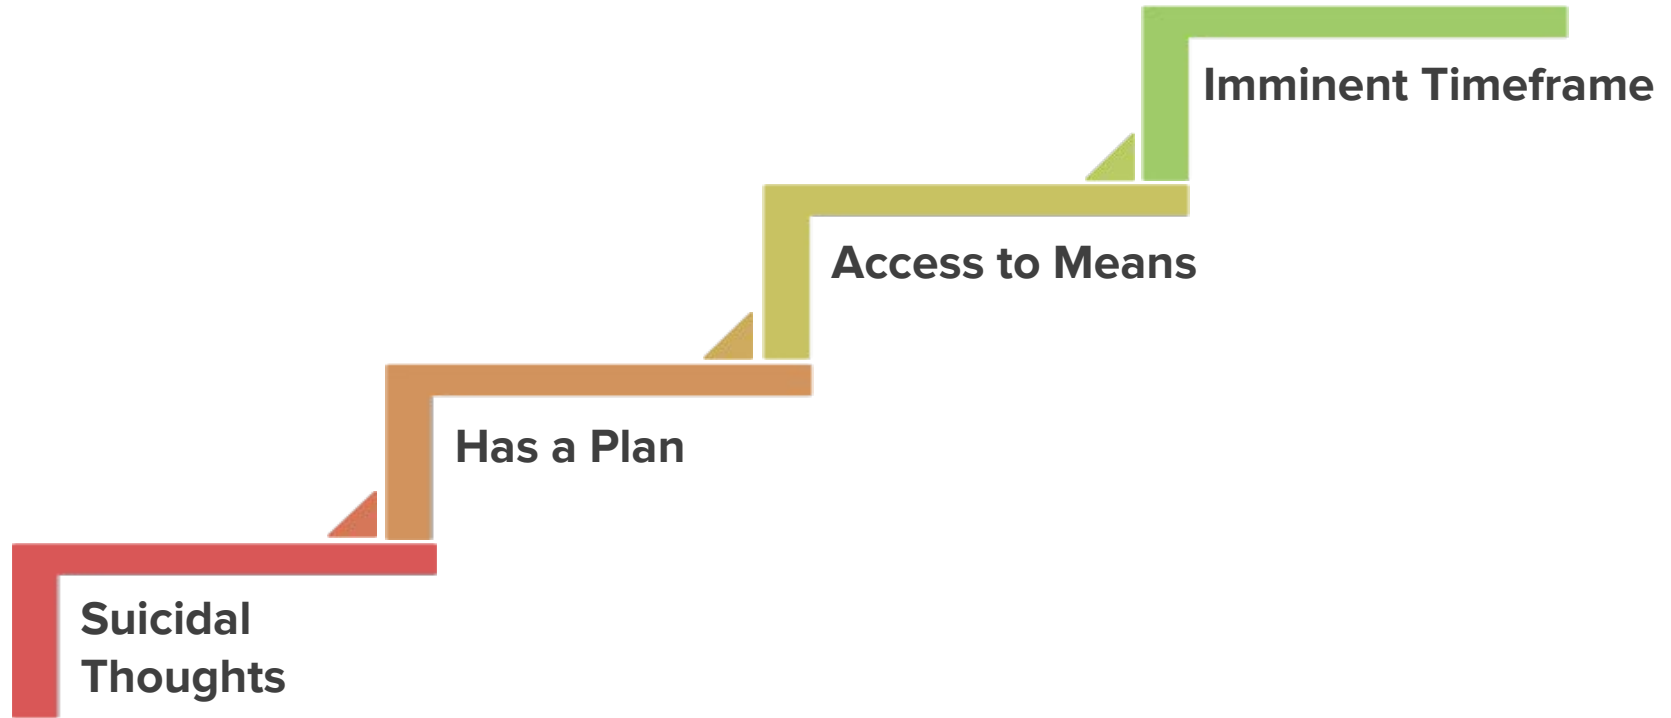 Imminent Timeframe
Access to Means
Has a Plan
Suicidal
Thoughts